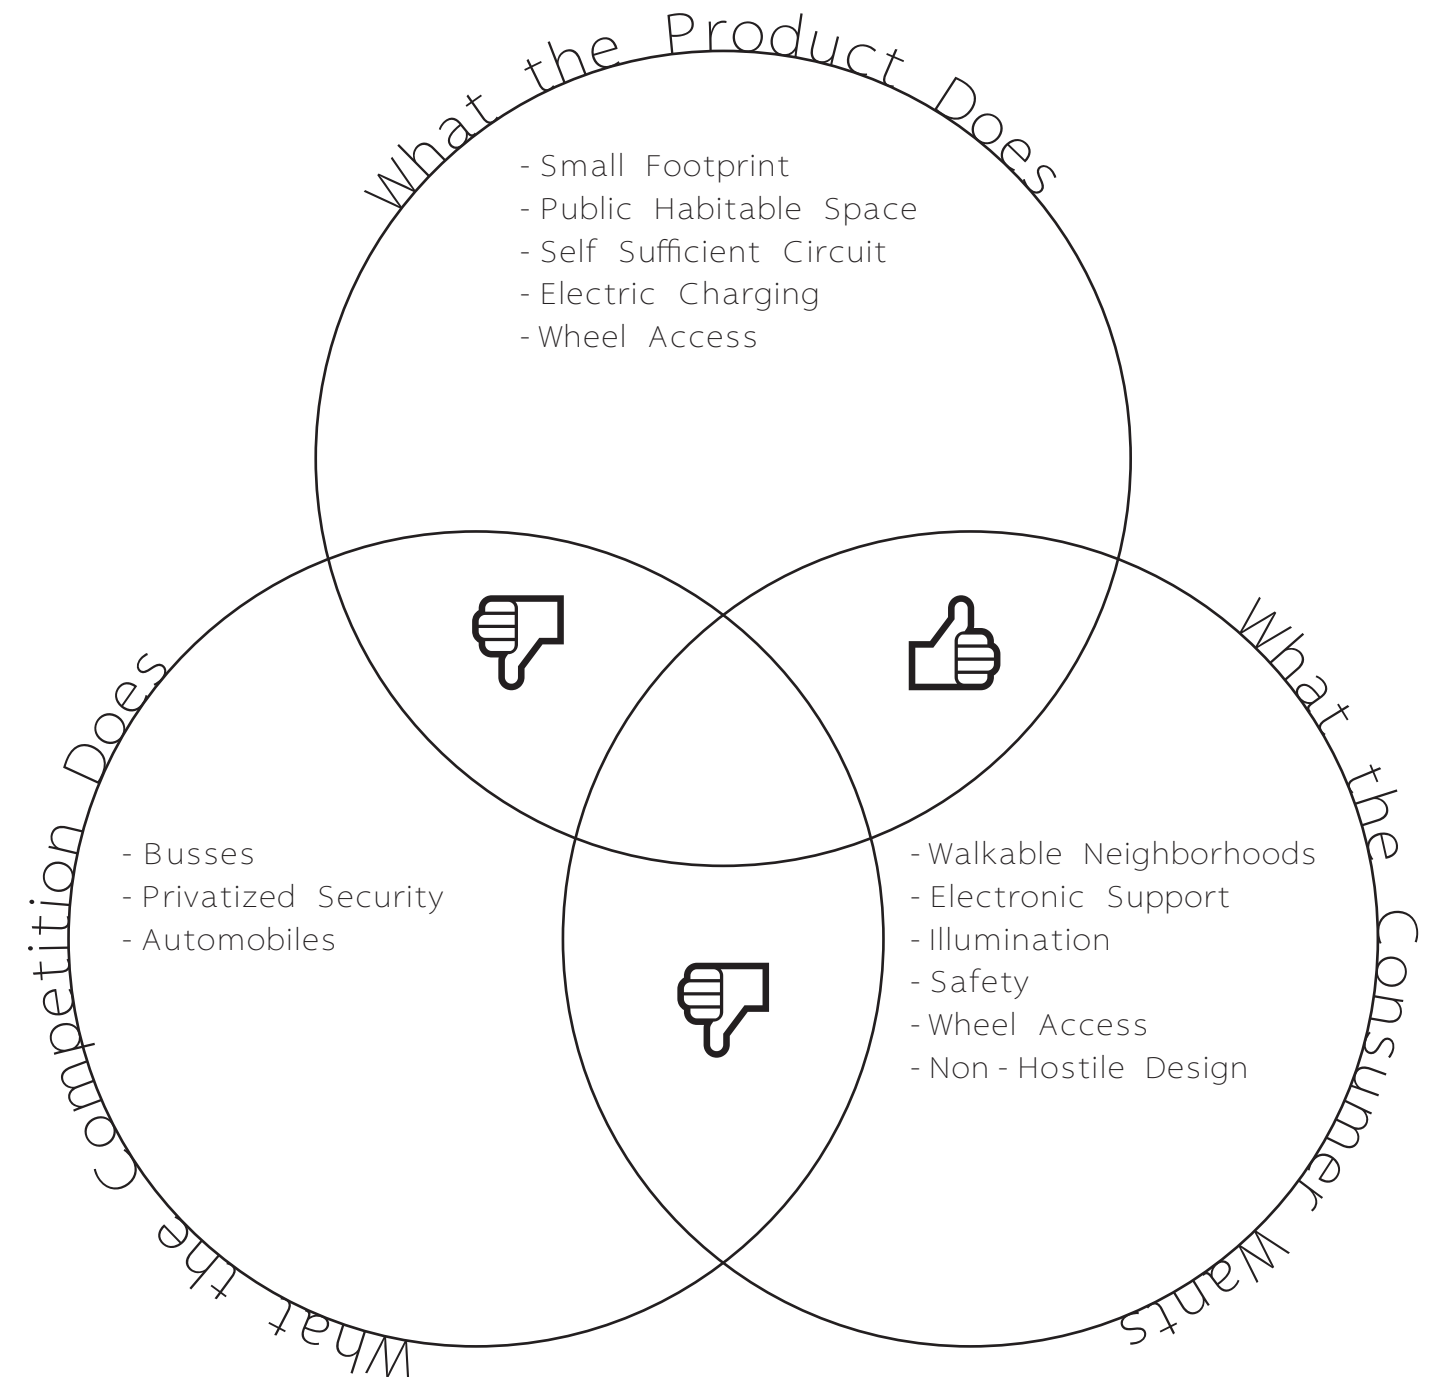 What the Product Does
- Small Footprint
- Public Habitable Space
- Self Sufficient Circuit
- Electric Charging
- Wheel Access
What the Competition Does
- Busses
- Privatized Security
- Automobiles
What the Consumer Wants
- Walkable Neighborhoods
- Electronic Support
- Illumination
- Safety
- Wheel Access
- Non - Hostile Design